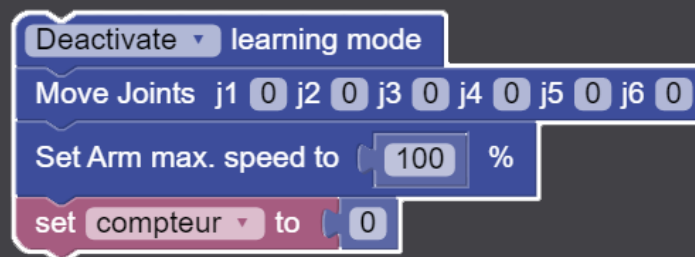 Deactivate learning mode
Move Joints j1 0 j2 0 j3 0 j4 0 j5 0 j6 0
Set Arm max. speed to 100 %
set compteur to 0